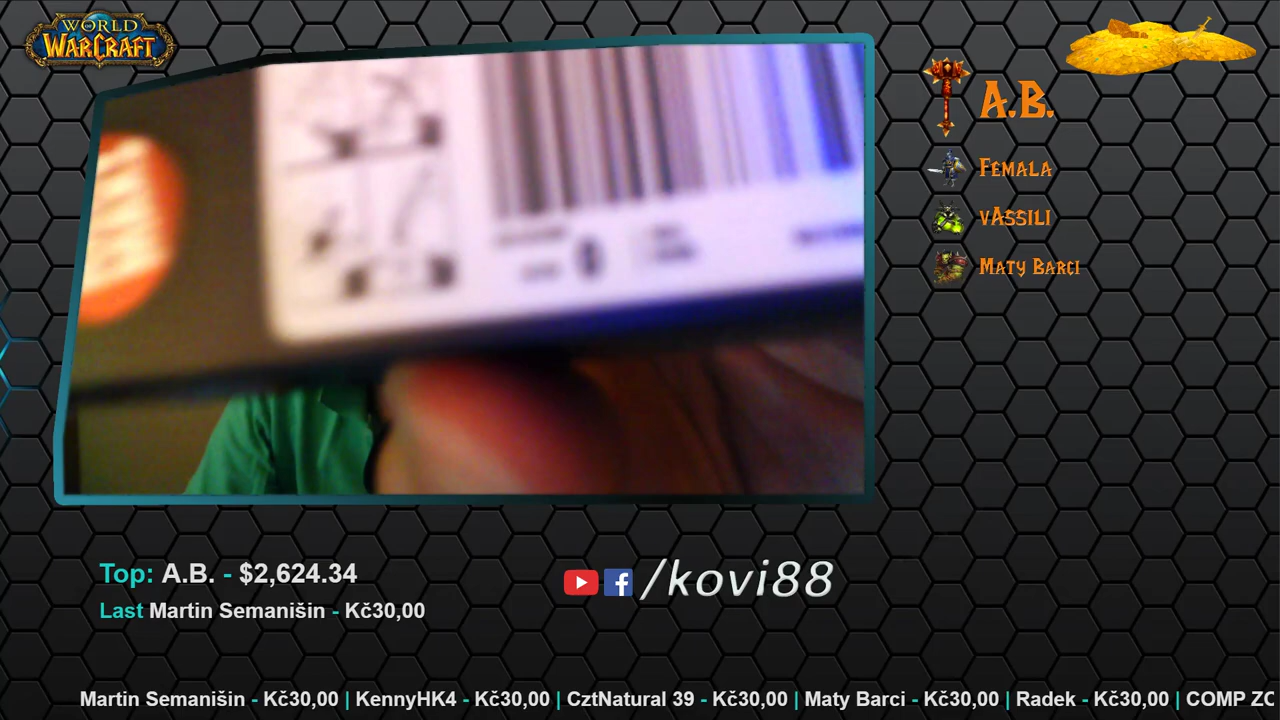 WORLD
OF
WARCRAFT
A.B.
Femala
vAssili
Maty Barci
Top: A.B. - $2,624.34
Last Martin Semanišin - Kč30,00
/kovi88
Martin Semanišin - Kč30,00 | KennyHK4 - Kč30,00 | CztNatural 39 - Kč30,00 | Maty Barci - Kč30,00 | Radek - Kč30,00 | COMP